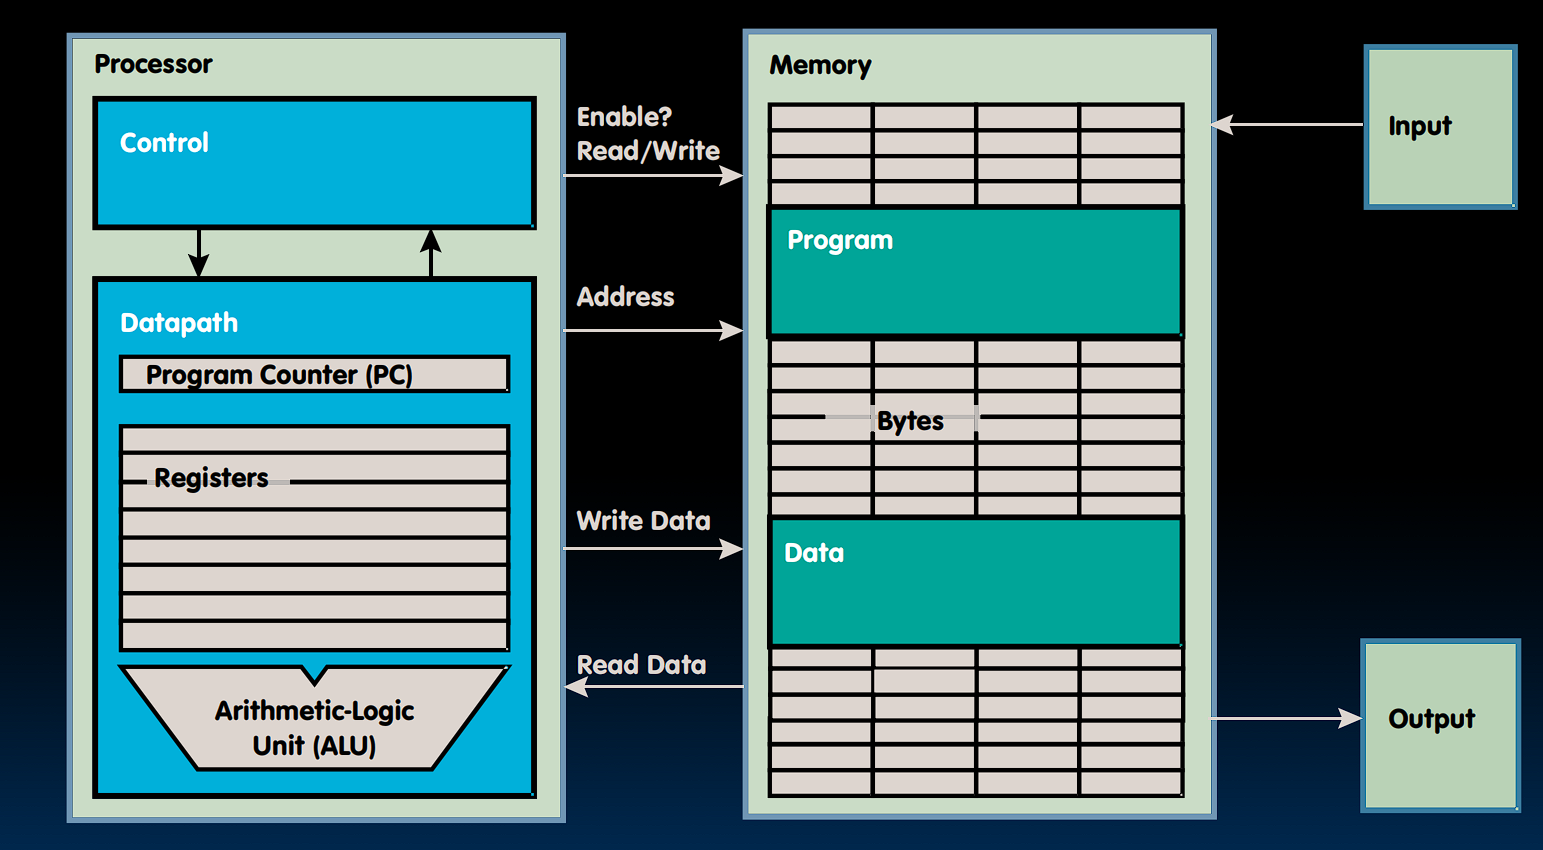 Processor
Control
Datapath
Program Counter (PC)
Registers
Arithmetic-Logic
Unit (ALU)
Enable?
Read/Write
Address
Write Data
Read Data
Memory
Program
Bytes
Data
Input
Output